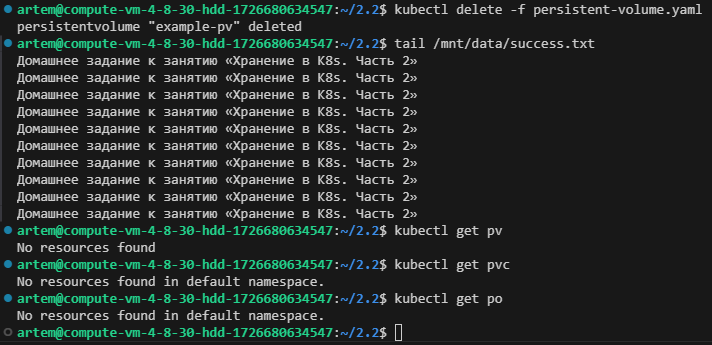 artem@compute-vm-4-8-30-hdd-1726680634547:~/2.2$ kubectl delete -f persistent-volume.yaml
persistentvolume "example-pv" deleted
artem@compute-vm-4-8-30-hdd-1726680634547:~/2.2$ tail /mnt/data/success.txt
Домашнее задание к занятию «Хранение в K8s. Часть 2»
Домашнее задание к занятию «Хранение в K8s. Часть 2»
Домашнее задание к занятию «Хранение в K8s. Часть 2»
Домашнее задание к занятию «Хранение в K8s. Часть 2»
Домашнее задание к занятию «Хранение в K8s. Часть 2»
Домашнее задание к занятию «Хранение в K8s. Часть 2»
Домашнее задание к занятию «Хранение в K8s. Часть 2»
Домашнее задание к занятию «Хранение в K8s. Часть 2»
Домашнее задание к занятию «Хранение в K8s. Часть 2»
Домашнее задание к занятию «Хранение в K8s. Часть 2»
artem@compute-vm-4-8-30-hdd-1726680634547:~/2.2$ kubectl get pv
No resources found
artem@compute-vm-4-8-30-hdd-1726680634547:~/2.2$ kubectl get pvc
No resources found in default namespace.
artem@compute-vm-4-8-30-hdd-1726680634547:~/2.2$ kubectl get po
No resources found in default namespace.
artem@compute-vm-4-8-30-hdd-1726680634547:~/2.2$